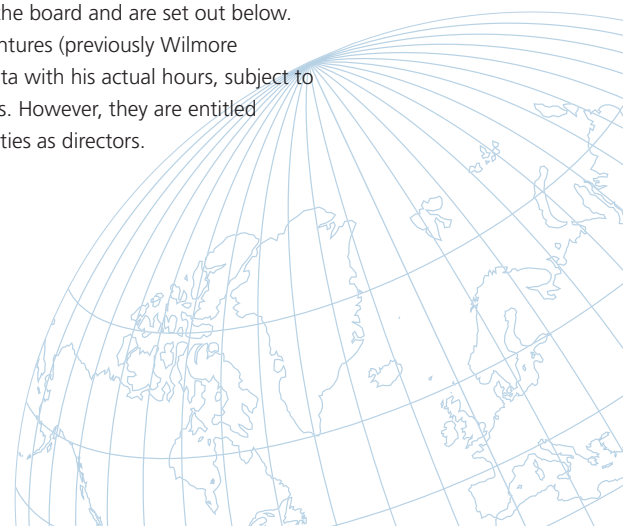 the board and are set out below.
ntures (previously Wilmore
ta with his actual hours, subject to
s. However, they are entitled
ties as directors.